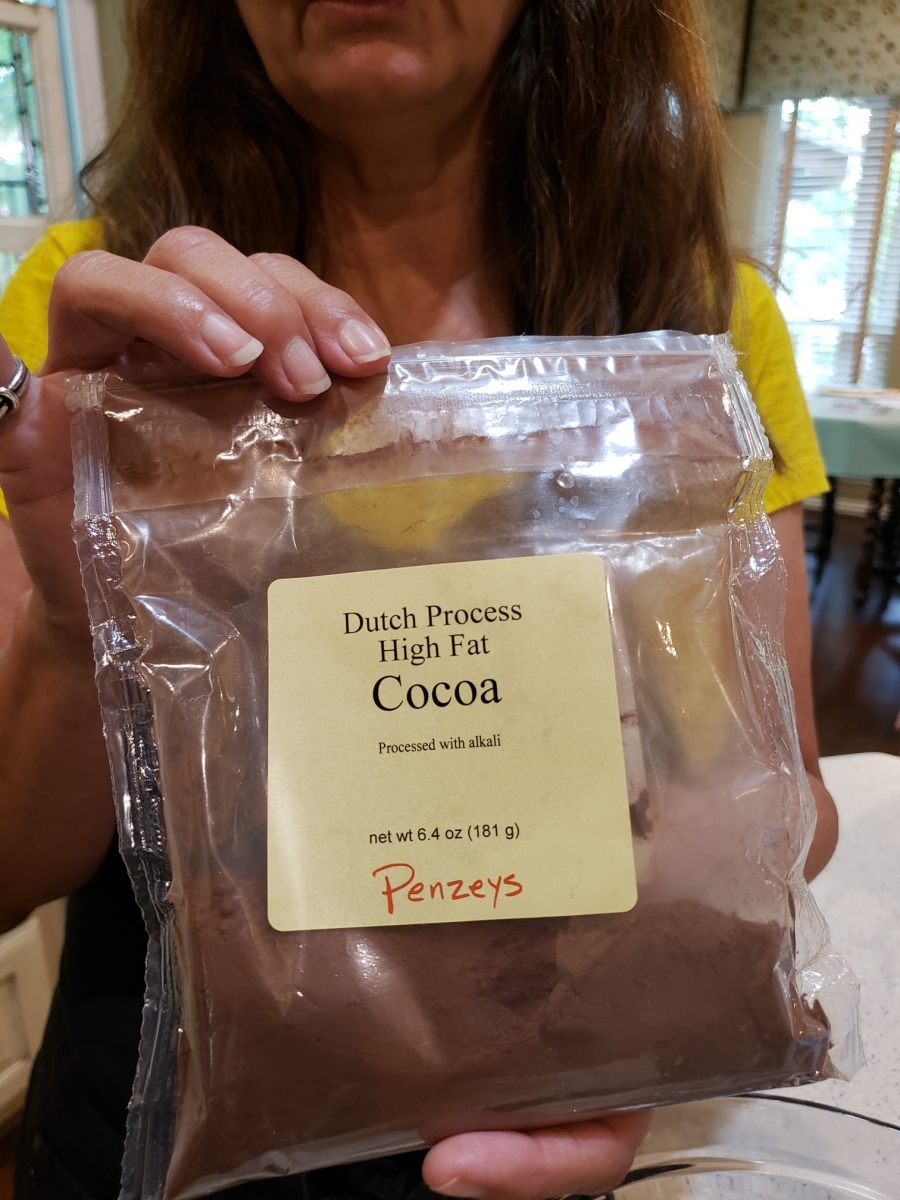 Dutch Process
High Fat
Cocoa
Processed with alkali
net wt 6.4 oz (181 g)
Penzeys